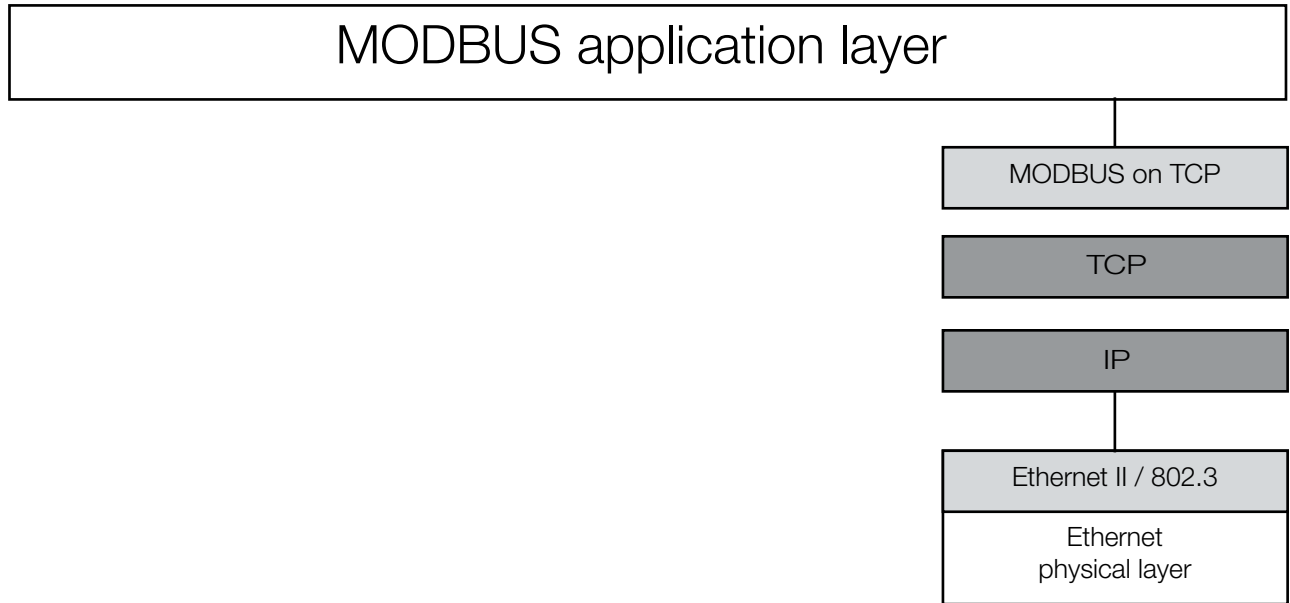 MODBUS application layer
MODBUS on TCP
TCP
IP
Ethernet II / 802.3
Ethernet
physical layer